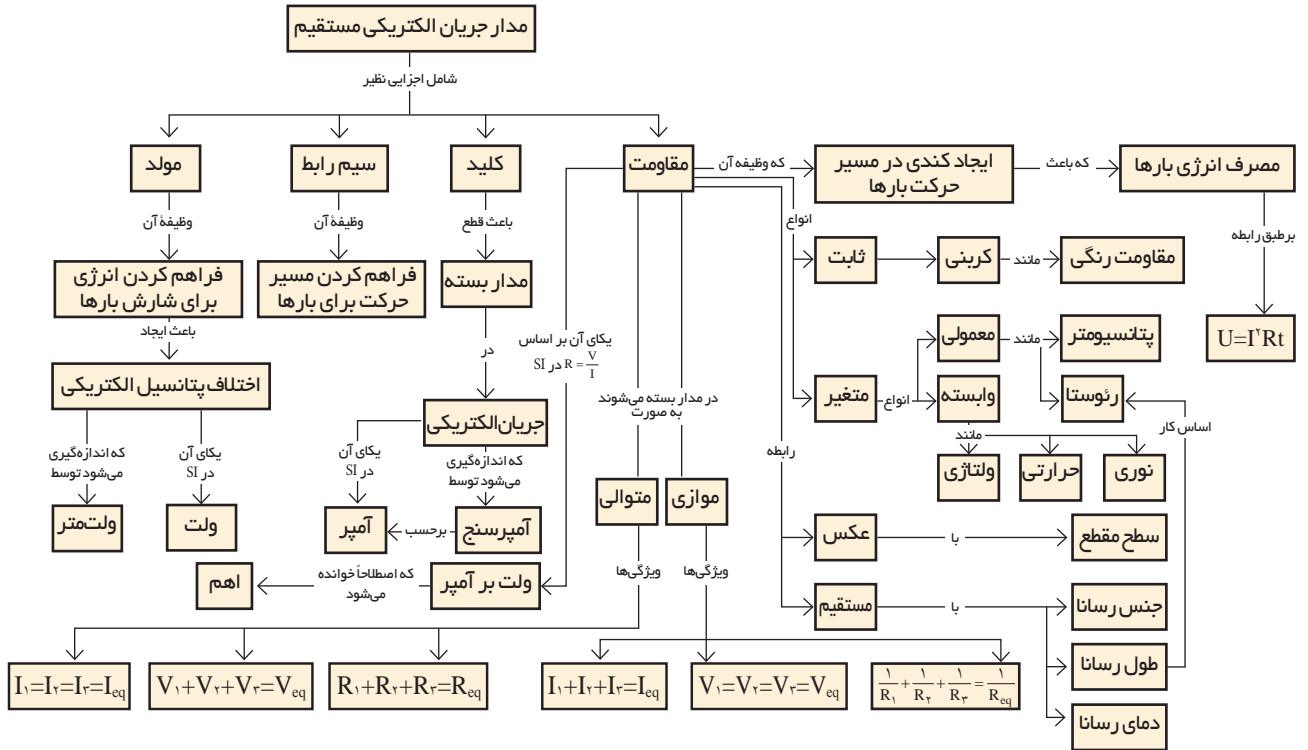 مدار جریان الکتریکی مستقیم
شامل اجزایی نظیر
مقاومت
کلید
سیم رابط
مولد
که وظیفه آن
ایجاد کندی در مسیر
حرکت بارها
که باعث
مصرف انرژی بارها
برطبق رابطه
U=I²Rt
انواع
ثابت
کربنی
مانند
مقاومت رنگی
متغیر
انواع
معمولی
مانند
پتانسیومتر
رئوستا
وابسته
مانند
نوری
حرارتی
ولتاژی
اساس کار
رابطه
عکس
با
سطح مقطع
مستقیم
با
جنس رسانا
طول رسانا
دمای رسانا
در مدار بسته می‌شوند
به صورت
موازی
متوالی
ویژگی‌ها
ویژگی‌ها
یکای آن بر اساس
R = V/I در SI
ولت بر آمپر
که اصطلاحاً خوانده
می‌شود
اهم
باعث قطع
مدار بسته
در
جریان الکتریکی
که اندازه‌گیری
می‌شود توسط
آمپرسنج
برحسب
آمپر
یکای آن
در SI
وظیفهٔ آن
فراهم کردن مسیر
حرکت برای بارها
وظیفهٔ آن
فراهم کردن انرژی
برای شارش بارها
باعث ایجاد
اختلاف پتانسیل الکتریکی
یکای آن
در SI
ولت
که اندازه‌گیری
می‌شود توسط
ولت‌متر
I۱=I۲=I۳=Ieq
V۱+V۲+V۳=Veq
R۱+R۲+R۳=Req
I۱+I۲+I۳=Ieq
V۱=V۲=V۳=Veq
۱/R۱ + ۱/R۲ + ۱/R۳ = ۱/Req